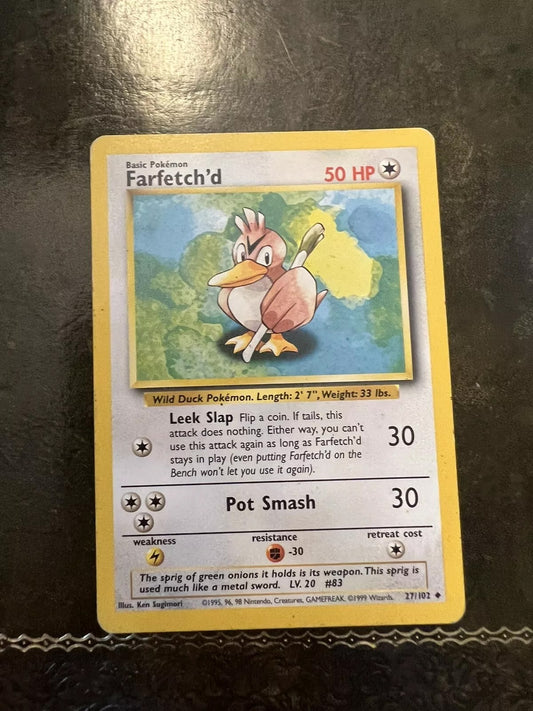 Basic Pokémon
Farfetch'd 50 HP
Wild Duck Pokémon. Length: 2' 7", Weight: 33 lbs.
Leek Slap Flip a coin. If tails, this
attack does nothing. Either way, you can't
use this attack again as long as Farfetch'd
stays in play (even putting Farfetch'd on the
Bench won't let you use it again).
30
Pot Smash 30
weakness resistance retreat cost
-30
The sprig of green onions it holds is its weapon. This sprig is
used much like a metal sword. LV. 20 #83
Illus. Ken Sugimori ©1995, 96, 98 Nintendo, Creatures, GAMEFREAK. ©1999 Wizards. 27/102